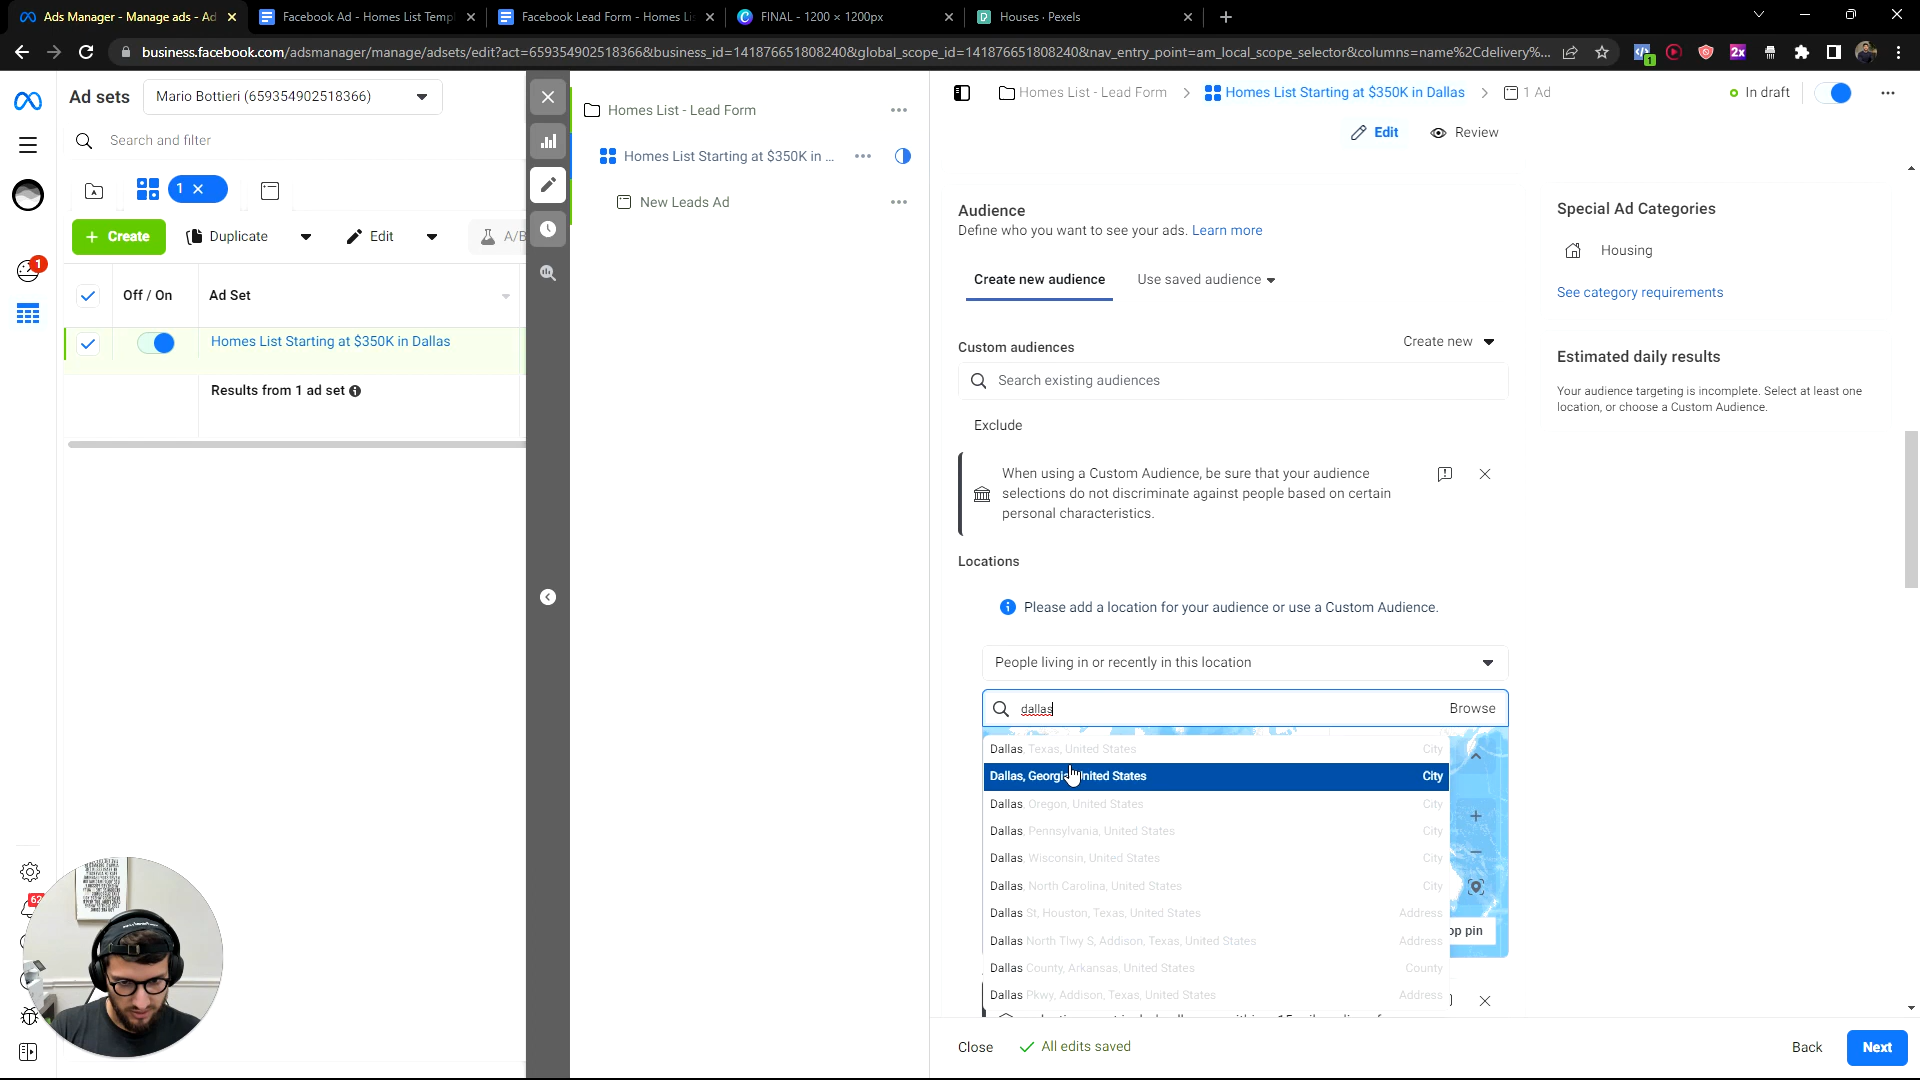 Ads Manager - Manage ads - Ad
Facebook Ad - Homes List Temp
Facebook Lead Form - Homes Li
FINAL - 1200 × 1200px
Houses · Pexels
business.facebook.com/adsmanager/manage/adsets/edit?act=659354902518366&business_id=141876651808240&global_scope_id=141876651808240&nav_entry_point=am_local_scope_selector&columns=name%2Cdelivery%...
1
2x
Ad sets
Mario Bottieri (659354902518366)
Search and filter
1
Create
Duplicate
Edit
A/B
Off / On
Ad Set
Homes List Starting at $350K in Dallas
Results from 1 ad set
1
62
Homes List - Lead Form
Homes List Starting at $350K in ...
New Leads Ad
Homes List - Lead Form
Homes List Starting at $350K in Dallas
1 Ad
In draft
Edit
Review
Audience
Define who you want to see your ads. Learn more
Create new audience
Use saved audience
Custom audiences
Create new
Search existing audiences
Exclude
When using a Custom Audience, be sure that your audience
selections do not discriminate against people based on certain
personal characteristics.
Locations
Please add a location for your audience or use a Custom Audience.
People living in or recently in this location
dallas
Browse
Dallas, Texas, United States City
Dallas, Georgia, United States City
Dallas, Oregon, United States City
Dallas, Pennsylvania, United States City
Dallas, Wisconsin, United States City
Dallas, North Carolina, United States City
Dallas St, Houston, Texas, United States Address
Dallas North Tlwy S, Addison, Texas, United States Address
op pin
Dallas County, Arkansas, United States County
Dallas Pkwy, Addison, Texas, United States Address
Special Ad Categories
Housing
See category requirements
Estimated daily results
Your audience targeting is incomplete. Select at least one
location, or choose a Custom Audience.
Close
All edits saved
Back
Next